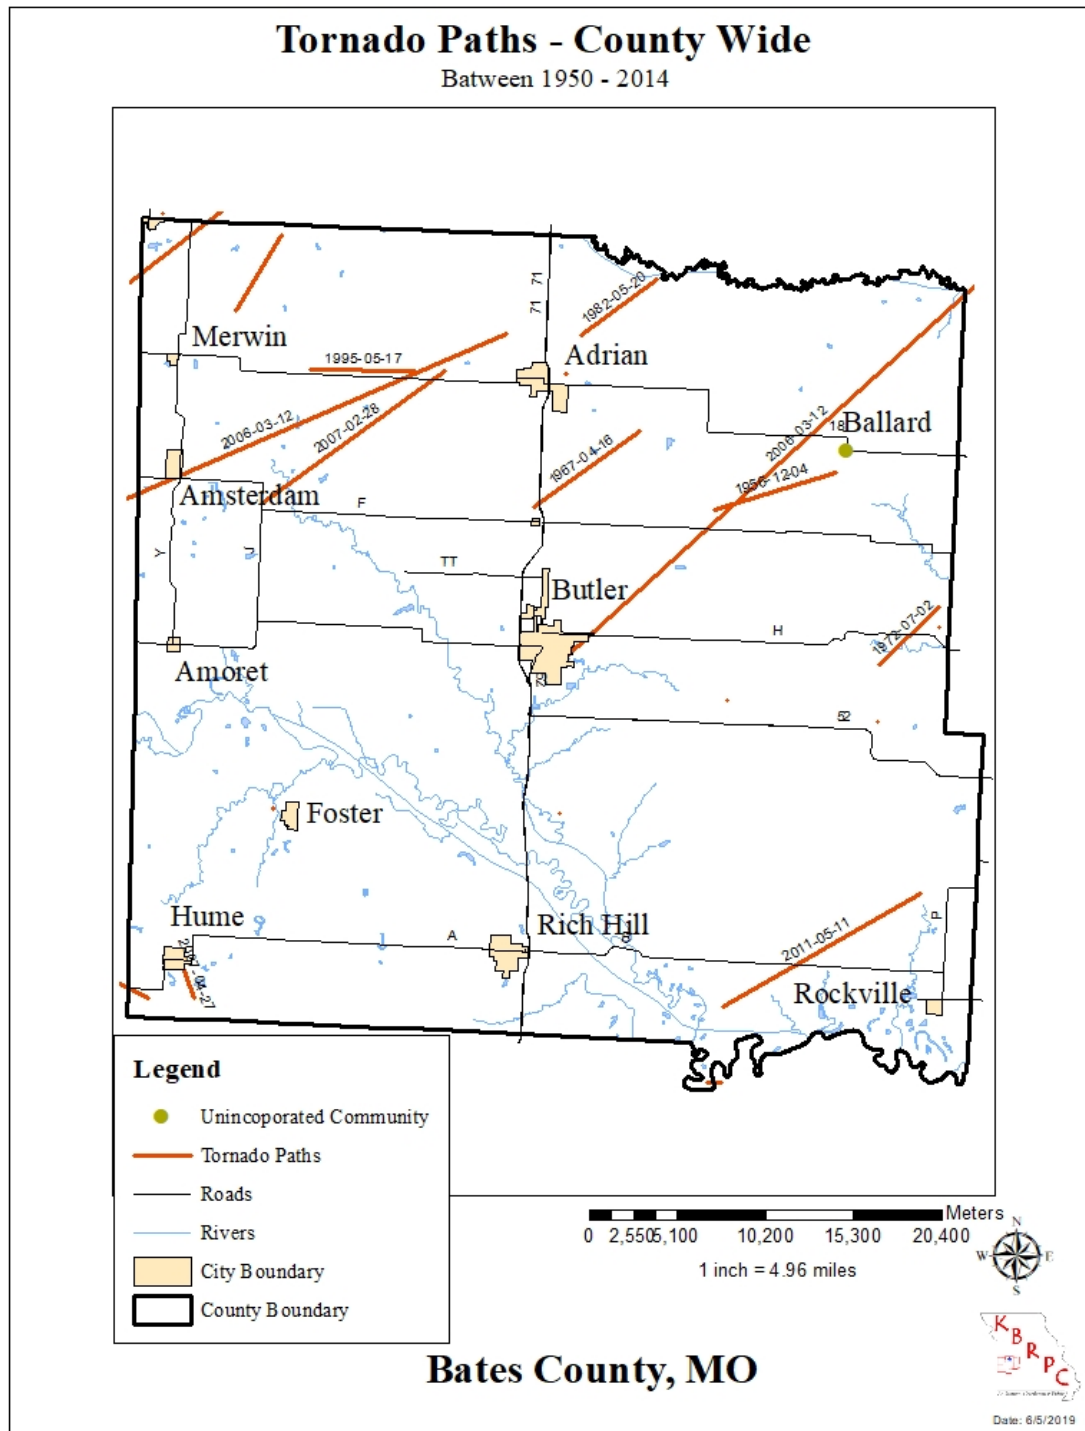 Tornado Paths - County Wide
Batween 1950 - 2014
71
71
1982-05-20
Merwin
Adrian
1995-05-17
2006-03-12
2007-02-28
1967-04-16
2006-03-12
18
Ballard
1956-12-04
Amsterdam
F
Y
J
TT
Butler
H
1972-07-02
Amoret
52
Foster
Hume
A
Rich Hill
B
2011-05-11
P
Rockville
Legend
Unincoporated Community
Tornado Paths
Roads
Rivers
City Boundary
County Boundary
Meters
0 2,550 5,100 10,200 15,300 20,400
1 inch = 4.96 miles
N
W E
S
Bates County, MO
K B R P C
Date: 6/5/2019